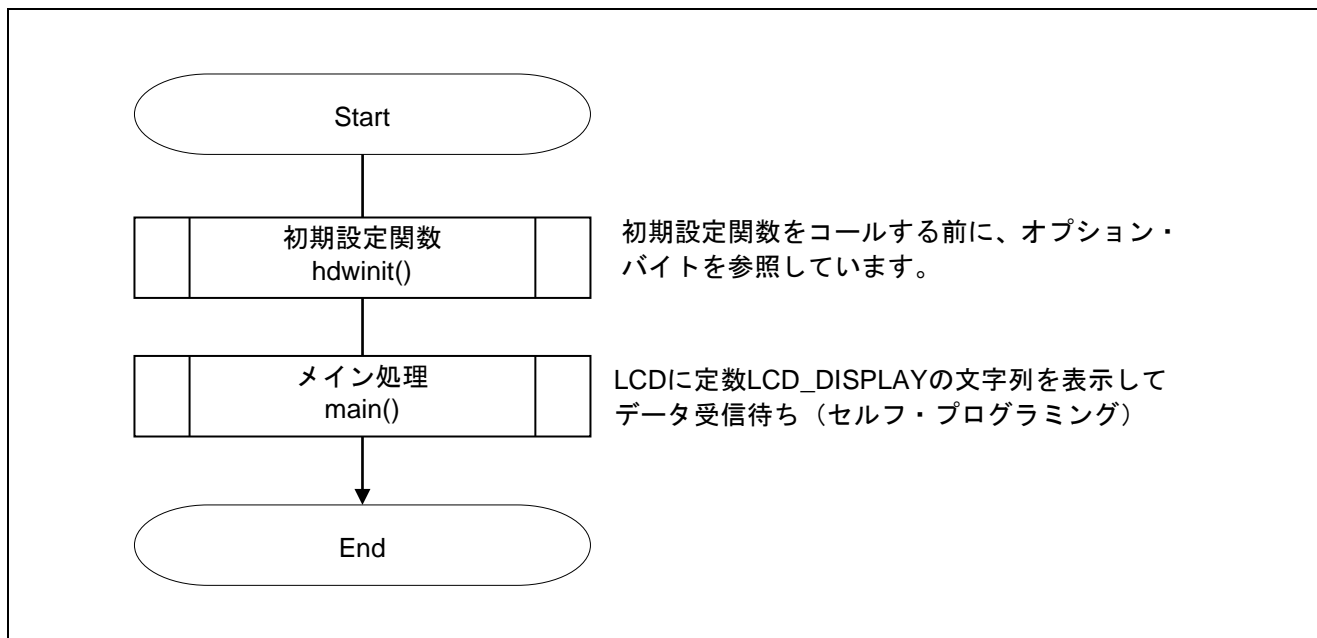 Start
初期設定関数
hdwinit()
初期設定関数をコールする前に、オプション・
バイトを参照しています。
メイン処理
main()
LCDに定数LCD_DISPLAYの文字列を表示して
データ受信待ち（セルフ・プログラミング）
End